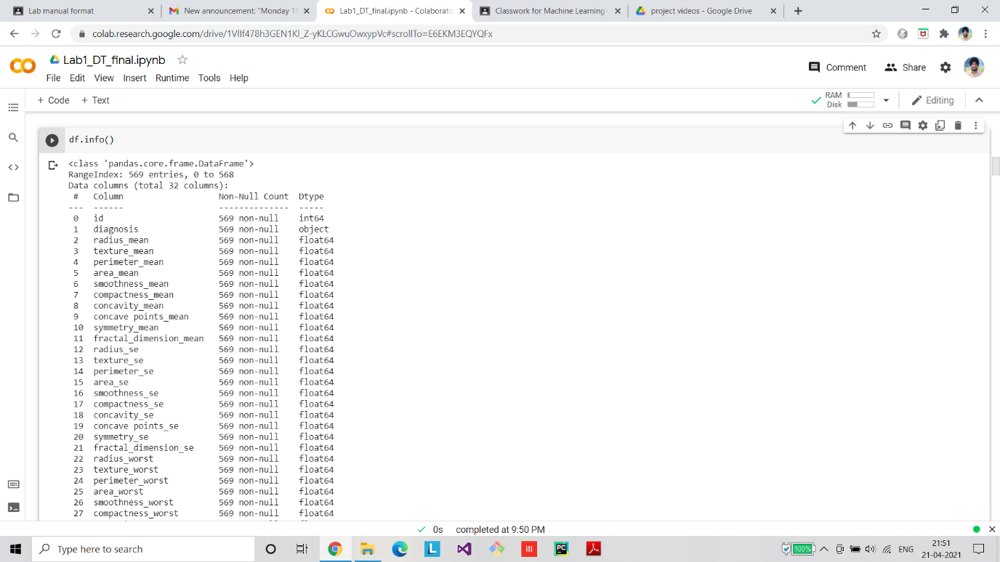 Lab manual format
New announcement: "Monday 19
Lab1_DT_final.ipynb - Colaborato
Classwork for Machine Learning-
project videos - Google Drive
colab.research.google.com/drive/1VlIf478h3GEN1Kl_Z-yKLCGwuOwxypVc#scrollTo=E6EKM3EQYQFx
Lab1_DT_final.ipynb
File Edit View Insert Runtime Tools Help
Comment
Share
+ Code + Text
RAM
Disk
Editing
df.info()
<class 'pandas.core.frame.DataFrame'>
RangeIndex: 569 entries, 0 to 568
Data columns (total 32 columns):
# Column Non-Null Count Dtype
--- ------ -------------- -----
0 id 569 non-null int64
1 diagnosis 569 non-null object
2 radius_mean 569 non-null float64
3 texture_mean 569 non-null float64
4 perimeter_mean 569 non-null float64
5 area_mean 569 non-null float64
6 smoothness_mean 569 non-null float64
7 compactness_mean 569 non-null float64
8 concavity_mean 569 non-null float64
9 concave points_mean 569 non-null float64
10 symmetry_mean 569 non-null float64
11 fractal_dimension_mean 569 non-null float64
12 radius_se 569 non-null float64
13 texture_se 569 non-null float64
14 perimeter_se 569 non-null float64
15 area_se 569 non-null float64
16 smoothness_se 569 non-null float64
17 compactness_se 569 non-null float64
18 concavity_se 569 non-null float64
19 concave points_se 569 non-null float64
20 symmetry_se 569 non-null float64
21 fractal_dimension_se 569 non-null float64
22 radius_worst 569 non-null float64
23 texture_worst 569 non-null float64
24 perimeter_worst 569 non-null float64
25 area_worst 569 non-null float64
26 smoothness_worst 569 non-null float64
27 compactness_worst 569 non-null float64
0s completed at 9:50 PM
Type here to search
L
PC
100%
ENG
21:51
21-04-2021